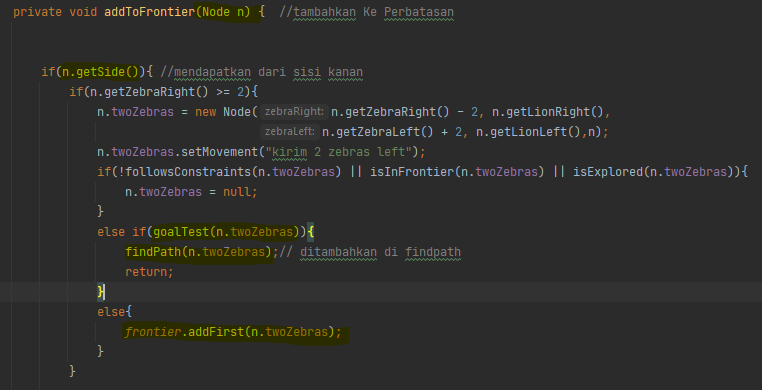 private void addToFrontier(Node n) {  //tambahkan Ke Perbatasan
if(n.getSide()){ //mendapatkan dari sisi kanan
if(n.getZebraRight() >= 2){
n.twoZebras = new Node( zebraRight: n.getZebraRight() - 2, n.getLionRight(),
zebraLeft: n.getZebraLeft() + 2, n.getLionLeft(),n);
n.twoZebras.setMovement("kirim 2 zebras left");
if(!followsConstraints(n.twoZebras) || isInFrontier(n.twoZebras) || isExplored(n.twoZebras)){
n.twoZebras = null;
}
else if(goalTest(n.twoZebras)){
findPath(n.twoZebras);// ditambahkan di findpath
return;
}
else{
frontier.addFirst(n.twoZebras);
}
}